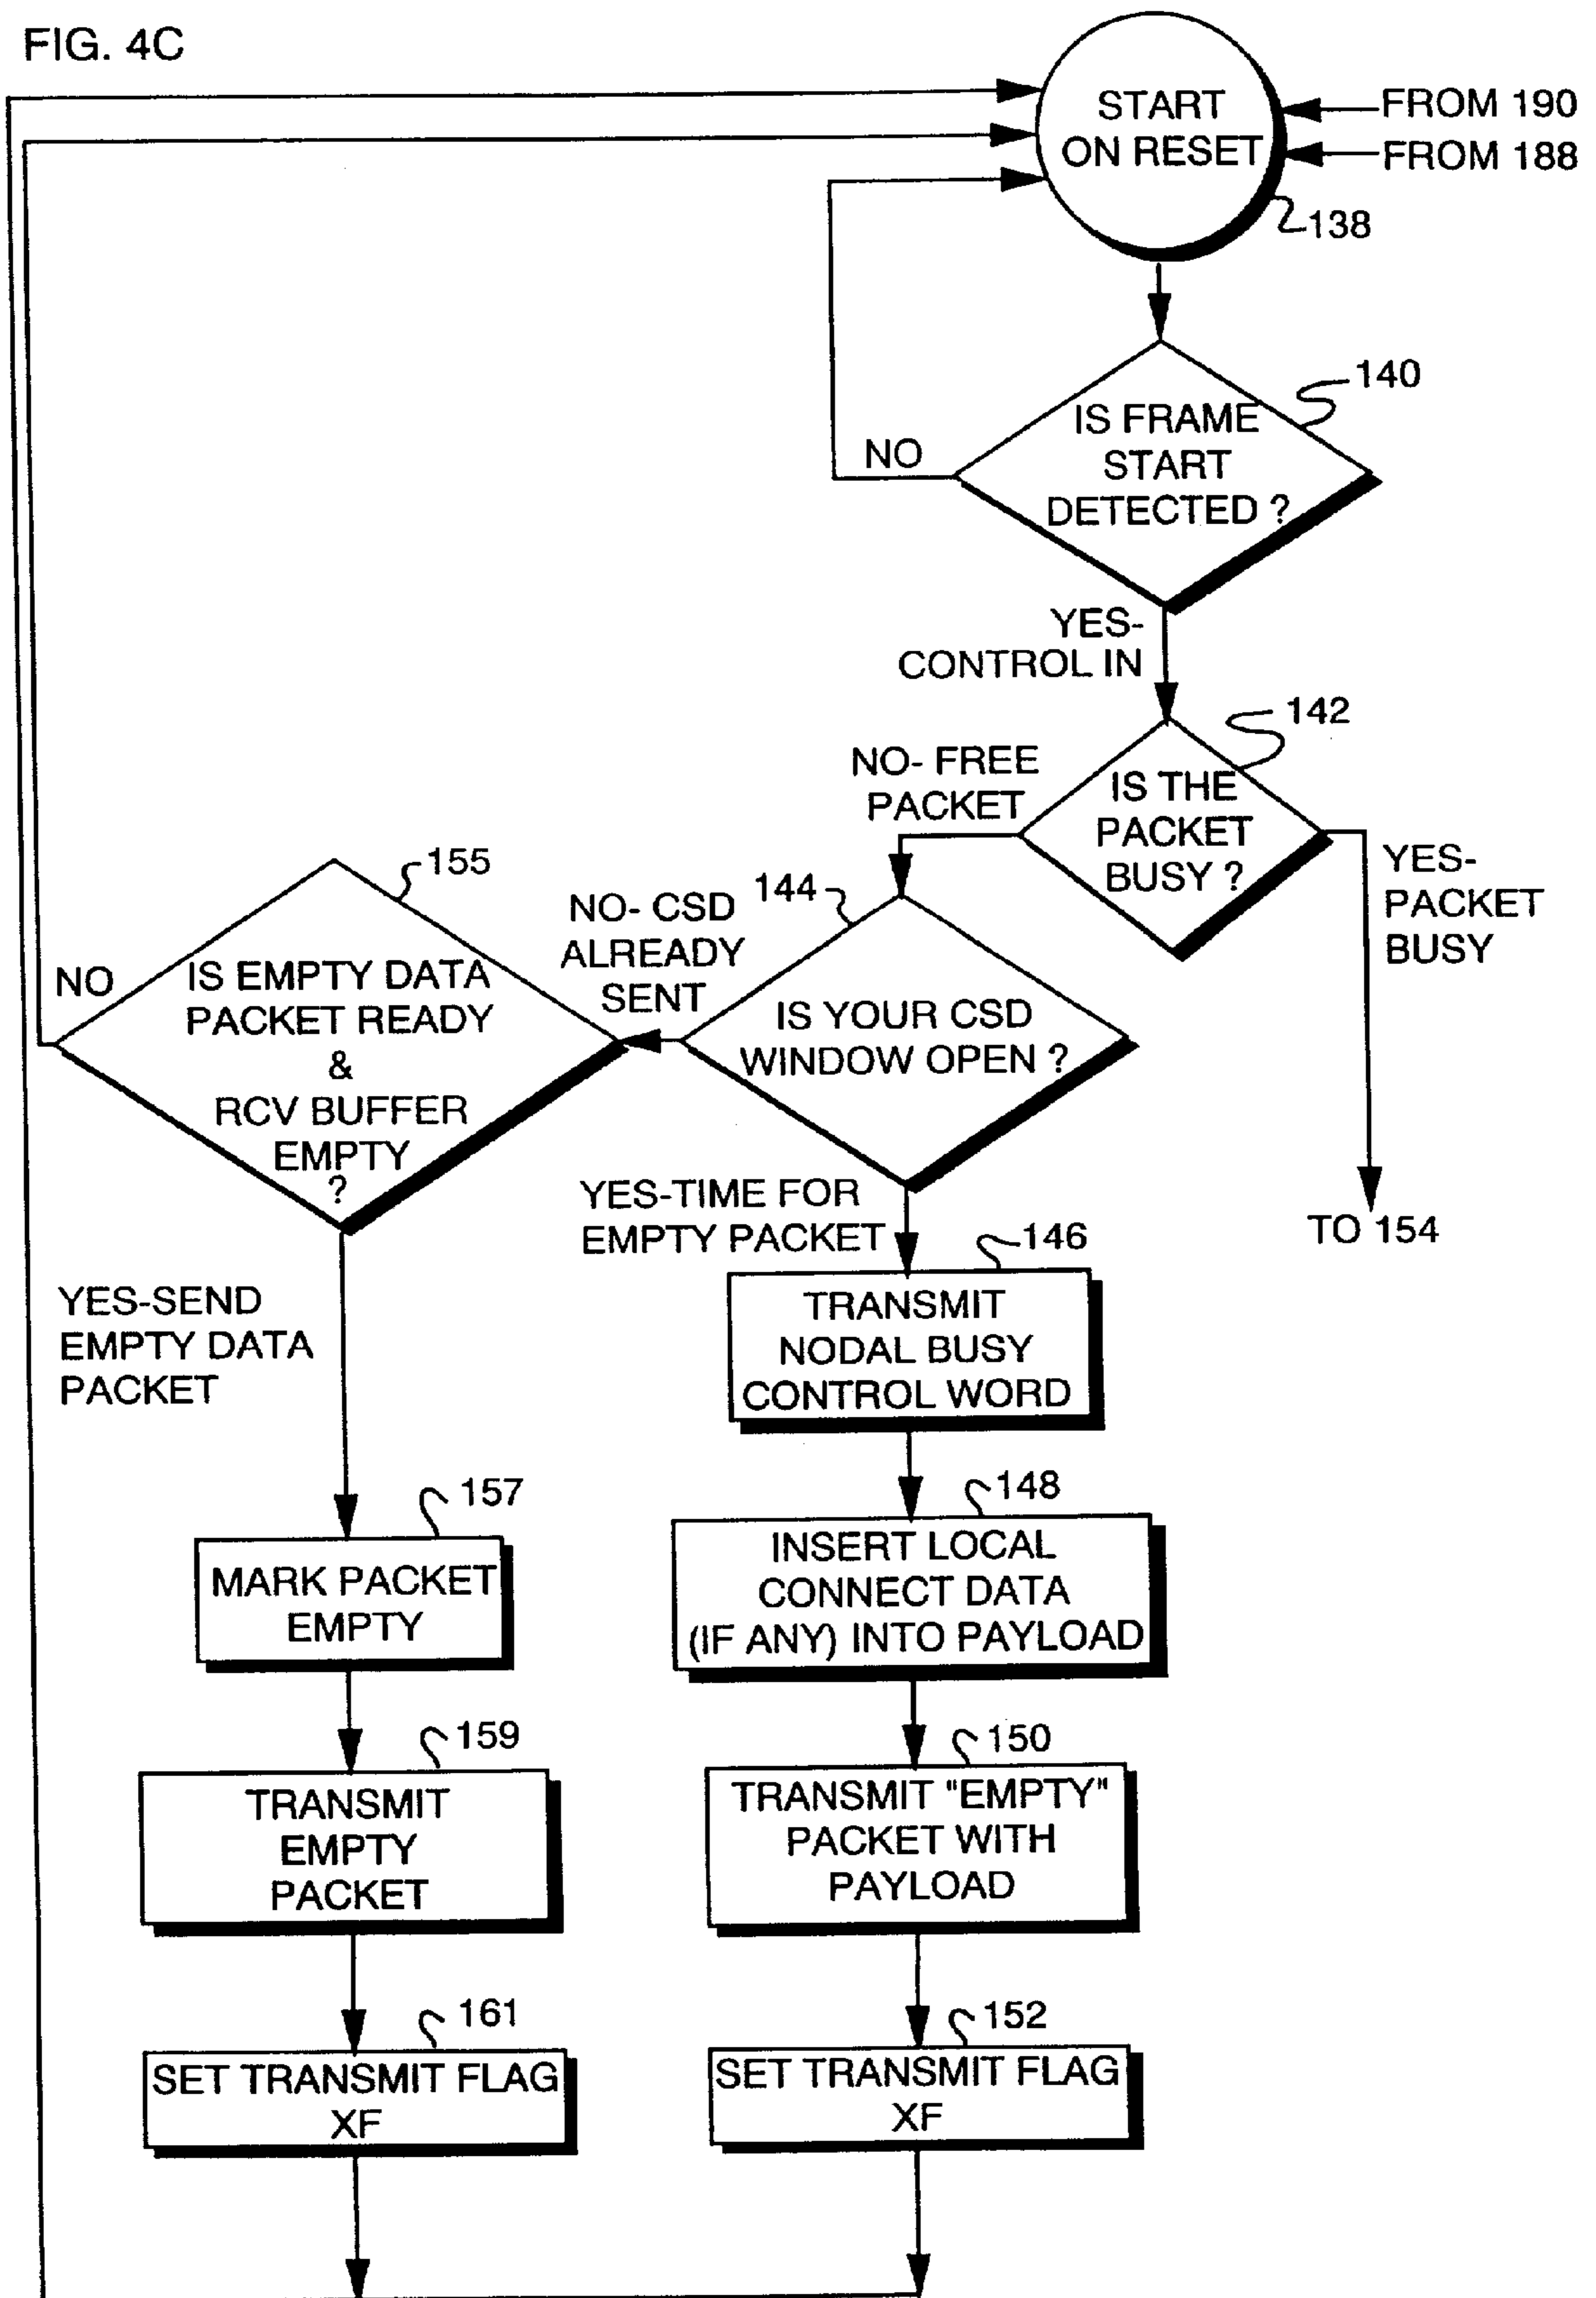 FIG. 4C
START
ON RESET
FROM 190
FROM 188
138
140
IS FRAME
START
DETECTED ?
NO
YES-
CONTROL IN
142
IS THE
PACKET
BUSY ?
NO- FREE
PACKET
YES-
PACKET
BUSY
TO 154
144
IS YOUR CSD
WINDOW OPEN ?
NO- CSD
ALREADY
SENT
155
IS EMPTY DATA
PACKET READY
&
RCV BUFFER
EMPTY
?
NO
YES-TIME FOR
EMPTY PACKET
146
TRANSMIT
NODAL BUSY
CONTROL WORD
YES-SEND
EMPTY DATA
PACKET
148
INSERT LOCAL
CONNECT DATA
(IF ANY) INTO PAYLOAD
157
MARK PACKET
EMPTY
150
TRANSMIT "EMPTY"
PACKET WITH
PAYLOAD
159
TRANSMIT
EMPTY
PACKET
152
SET TRANSMIT FLAG
XF
161
SET TRANSMIT FLAG
XF